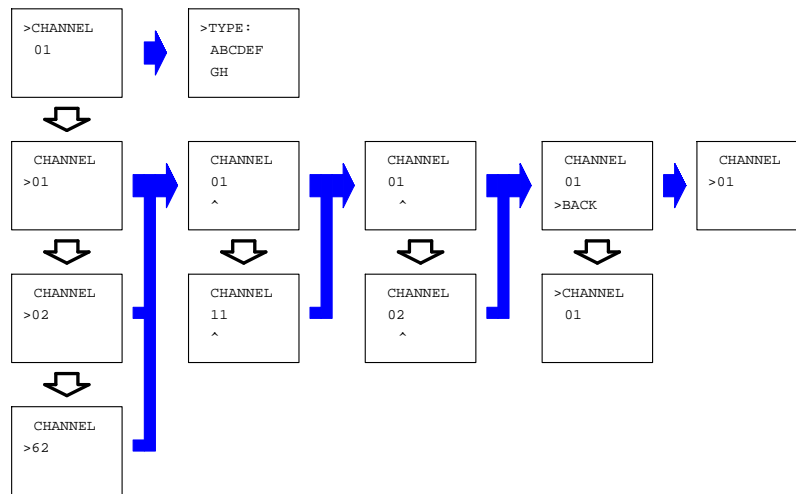 >CHANNEL
01
>TYPE:
ABCDEF
GH
CHANNEL
>01
CHANNEL
01
^
CHANNEL
01
^
CHANNEL
01
>BACK
CHANNEL
>01
CHANNEL
>02
CHANNEL
11
^
CHANNEL
02
^
>CHANNEL
01
CHANNEL
>62